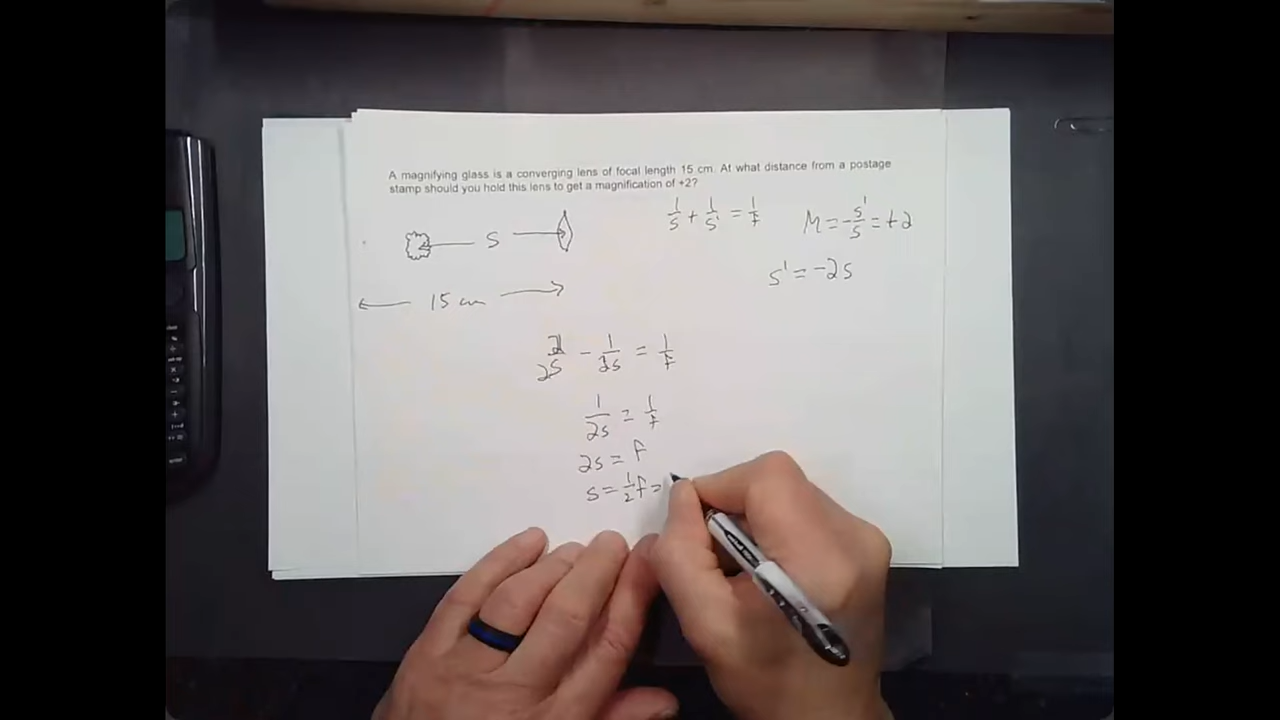 A magnifying glass is a converging lens of focal length 15 cm. At what distance from a postage
stamp should you hold this lens to get a magnification of +2?
1/s + 1/s' = 1/f
M = -s'/s = +2
s
s' = -2s
15 cm
2/2s - 1/2s = 1/f
1/2s = 1/f
2s = f
s = 1/2 f =